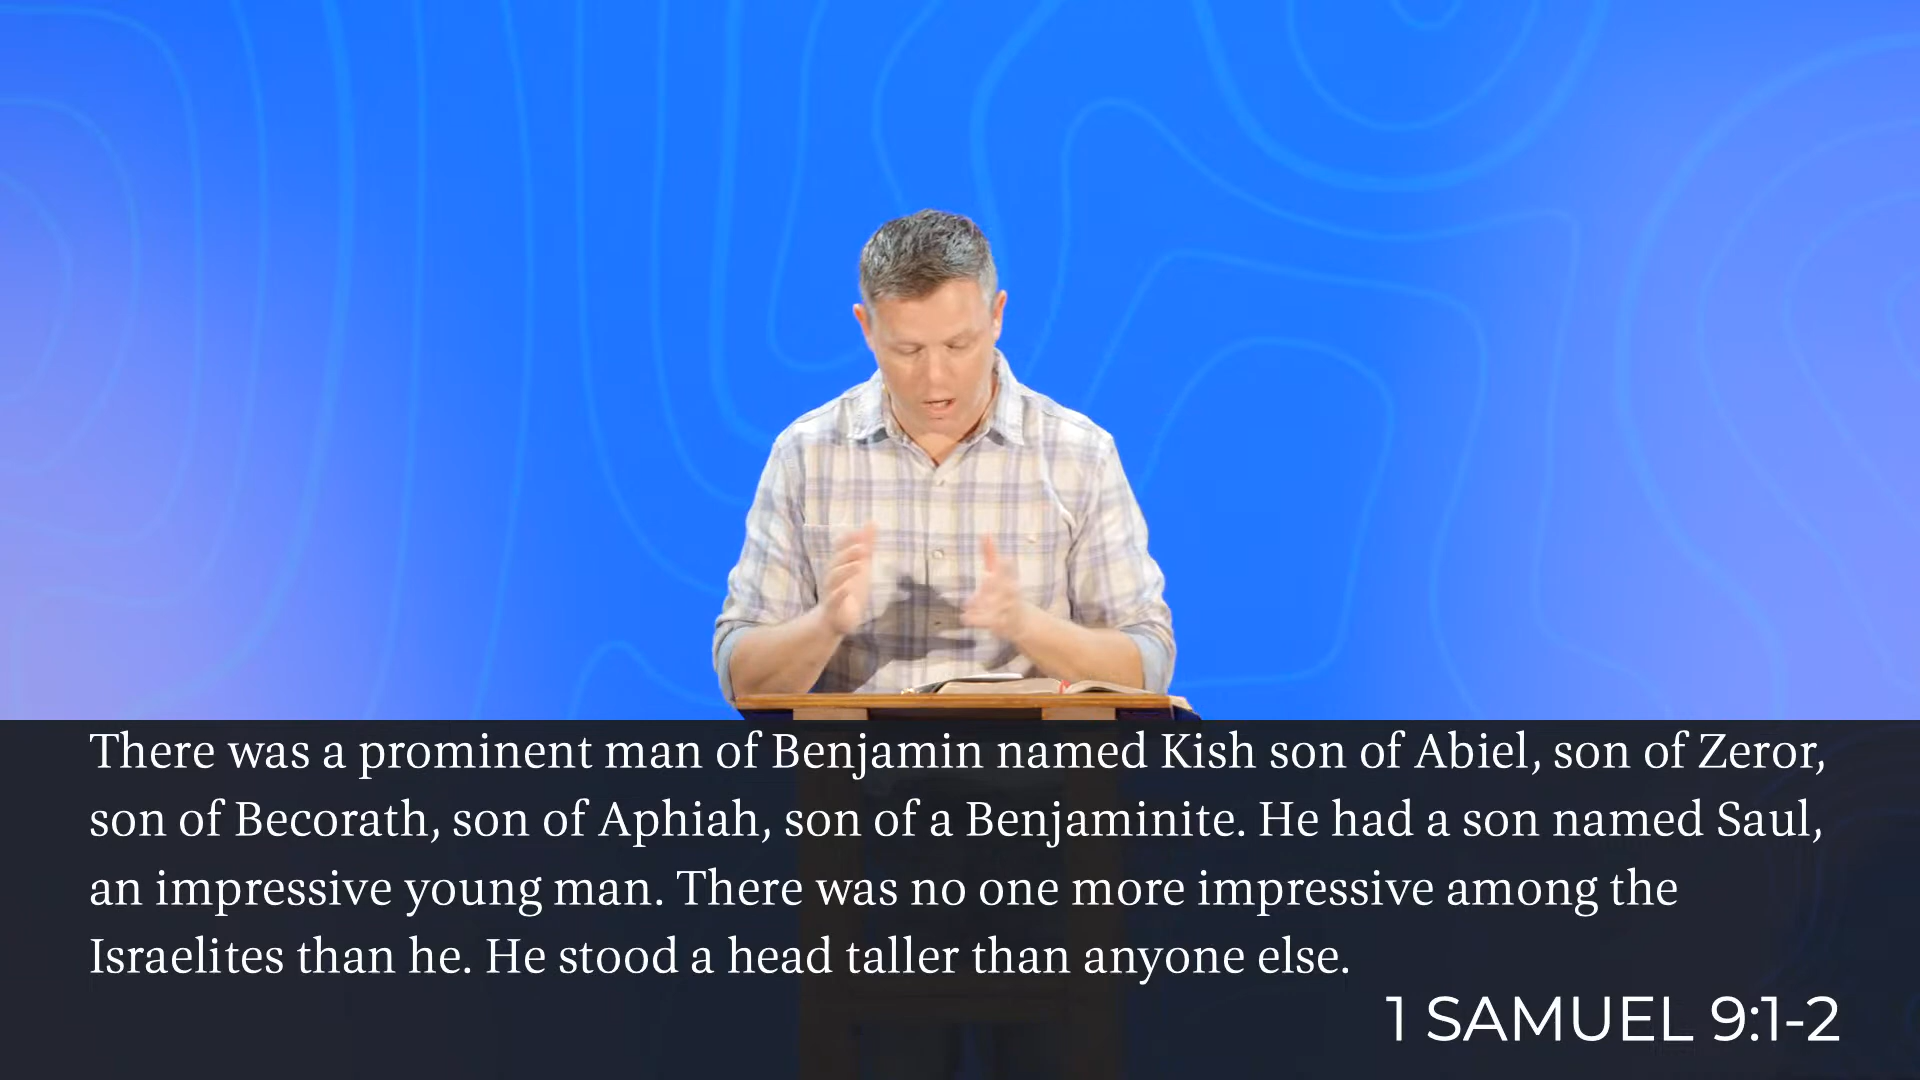 There was a prominent man of Benjamin named Kish son of Abiel, son of Zeror,
son of Becorath, son of Aphiah, son of a Benjaminite. He had a son named Saul,
an impressive young man. There was no one more impressive among the
Israelites than he. He stood a head taller than anyone else.
1 SAMUEL 9:1-2